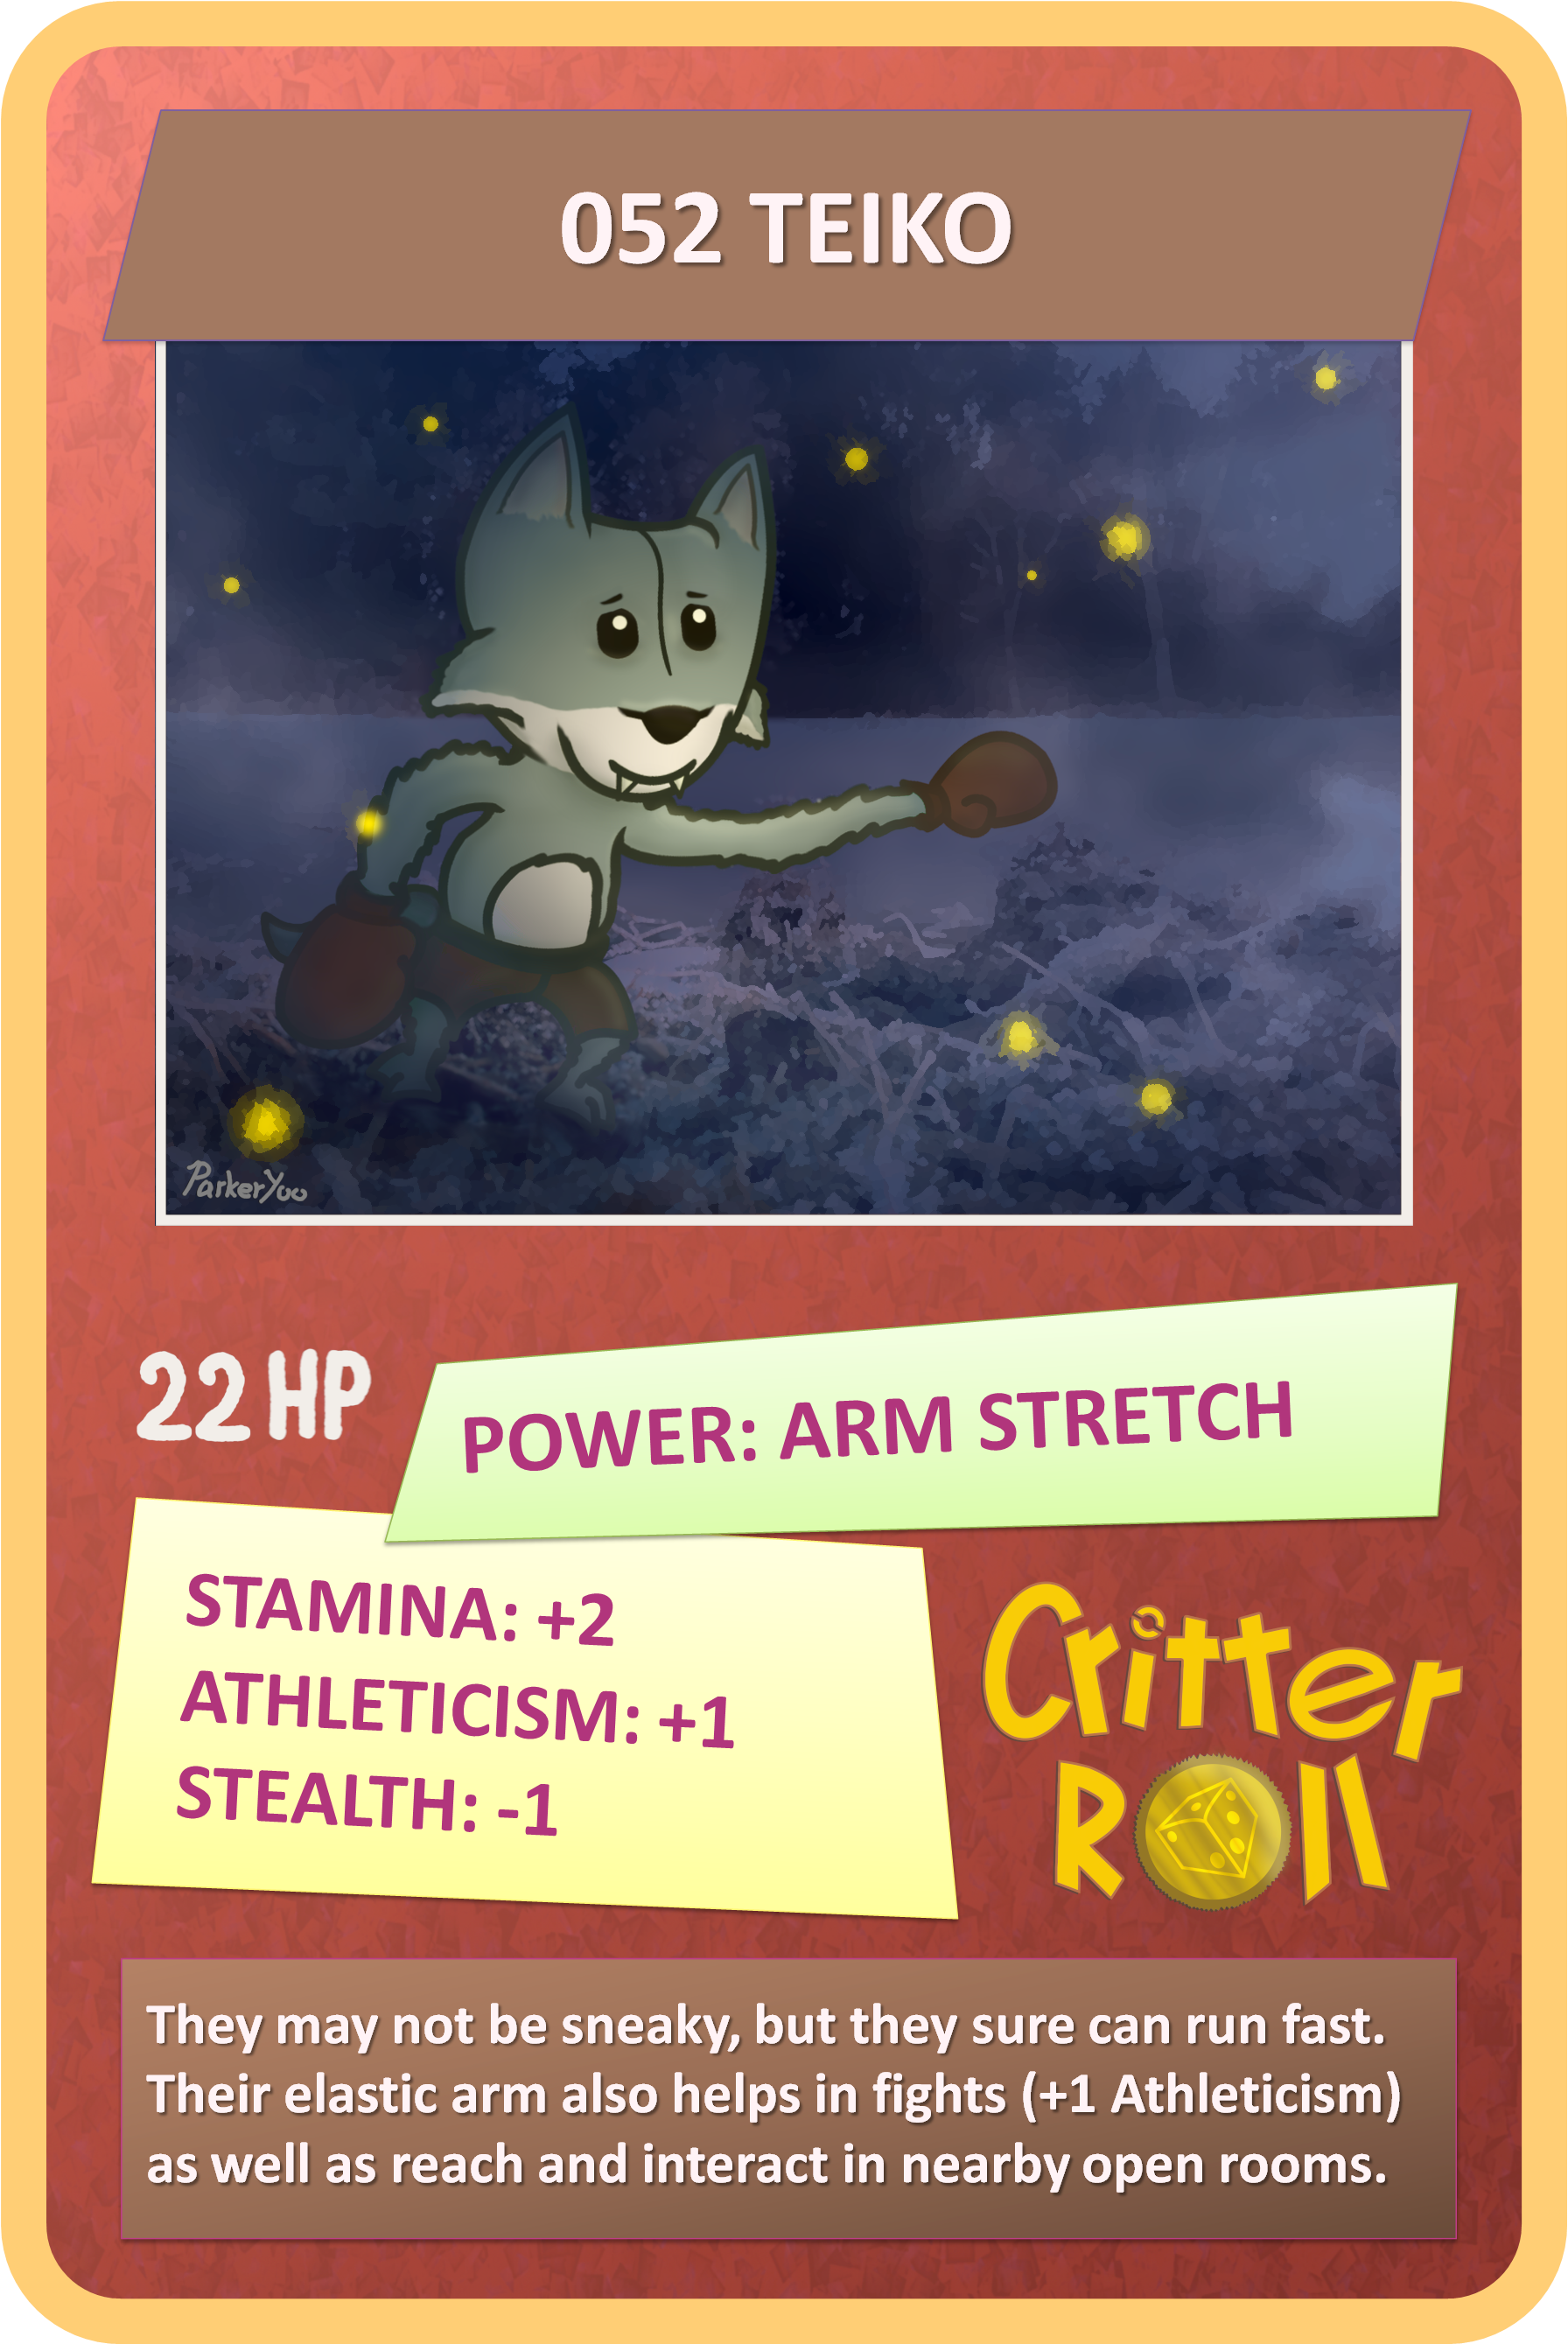 052 TEIKO
ParkerYoo
22 HP
POWER: ARM STRETCH
STAMINA: +2
ATHLETICISM: +1
STEALTH: -1
Critter
Roll
They may not be sneaky, but they sure can run fast.
Their elastic arm also helps in fights (+1 Athleticism)
as well as reach and interact in nearby open rooms.